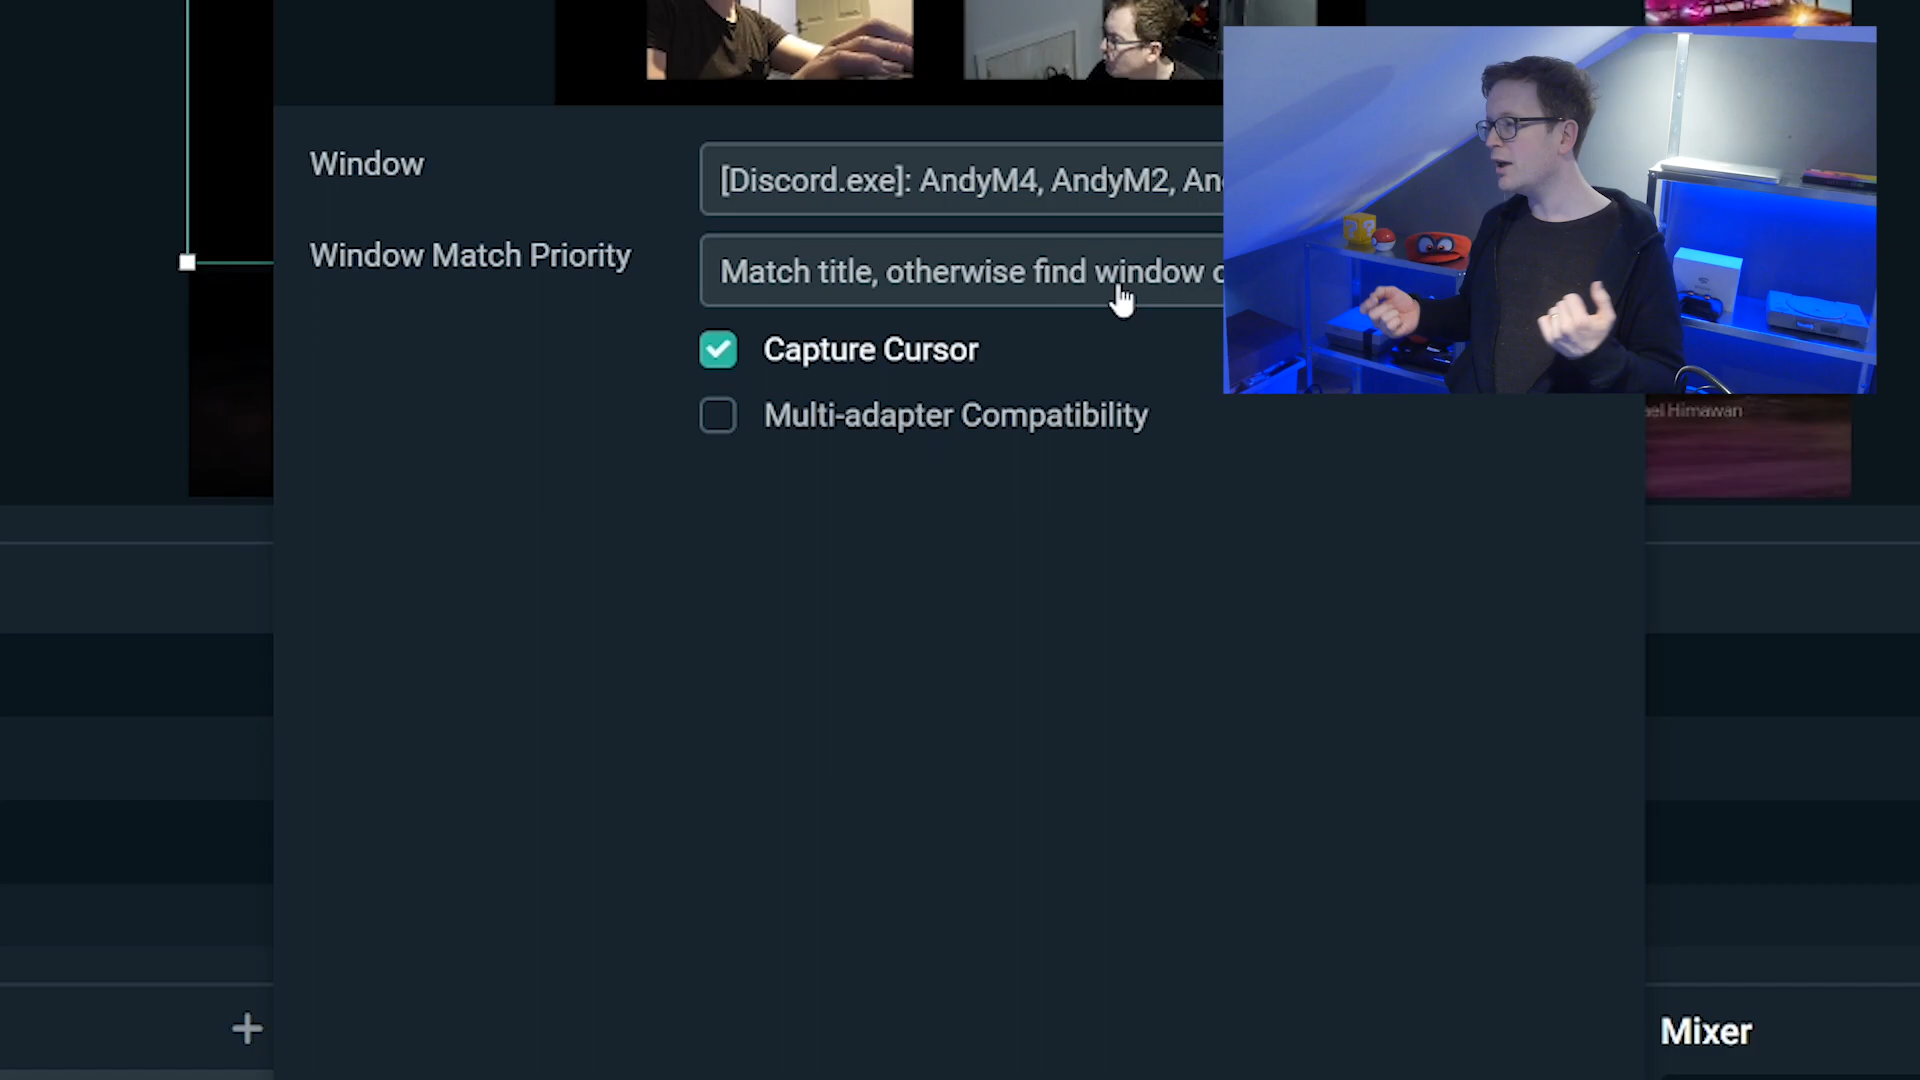 Window
[Discord.exe]: AndyM4, AndyM2, An
Window Match Priority
Match title, otherwise find window
Capture Cursor
Multi-adapter Compatibility
Himawan
Mixer